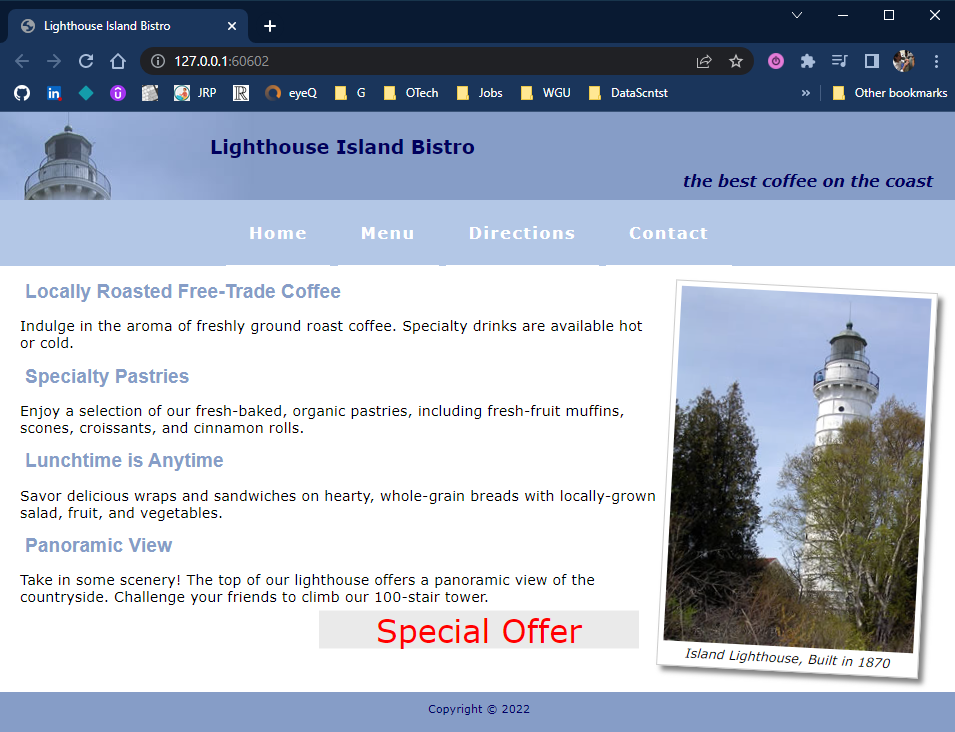 Lighthouse Island Bistro
127.0.0.1:60602
in
JRP
R
eyeQ
G
OTech
Jobs
WGU
DataScntst
»
Other bookmarks
Lighthouse Island Bistro
the best coffee on the coast
Home Menu Directions Contact
Locally Roasted Free-Trade Coffee
Indulge in the aroma of freshly ground roast coffee. Specialty drinks are available hot
or cold.
Specialty Pastries
Enjoy a selection of our fresh-baked, organic pastries, including fresh-fruit muffins,
scones, croissants, and cinnamon rolls.
Lunchtime is Anytime
Savor delicious wraps and sandwiches on hearty, whole-grain breads with locally-grown
salad, fruit, and vegetables.
Panoramic View
Take in some scenery! The top of our lighthouse offers a panoramic view of the
countryside. Challenge your friends to climb our 100-stair tower.
Special Offer
Island Lighthouse, Built in 1870
Copyright © 2022